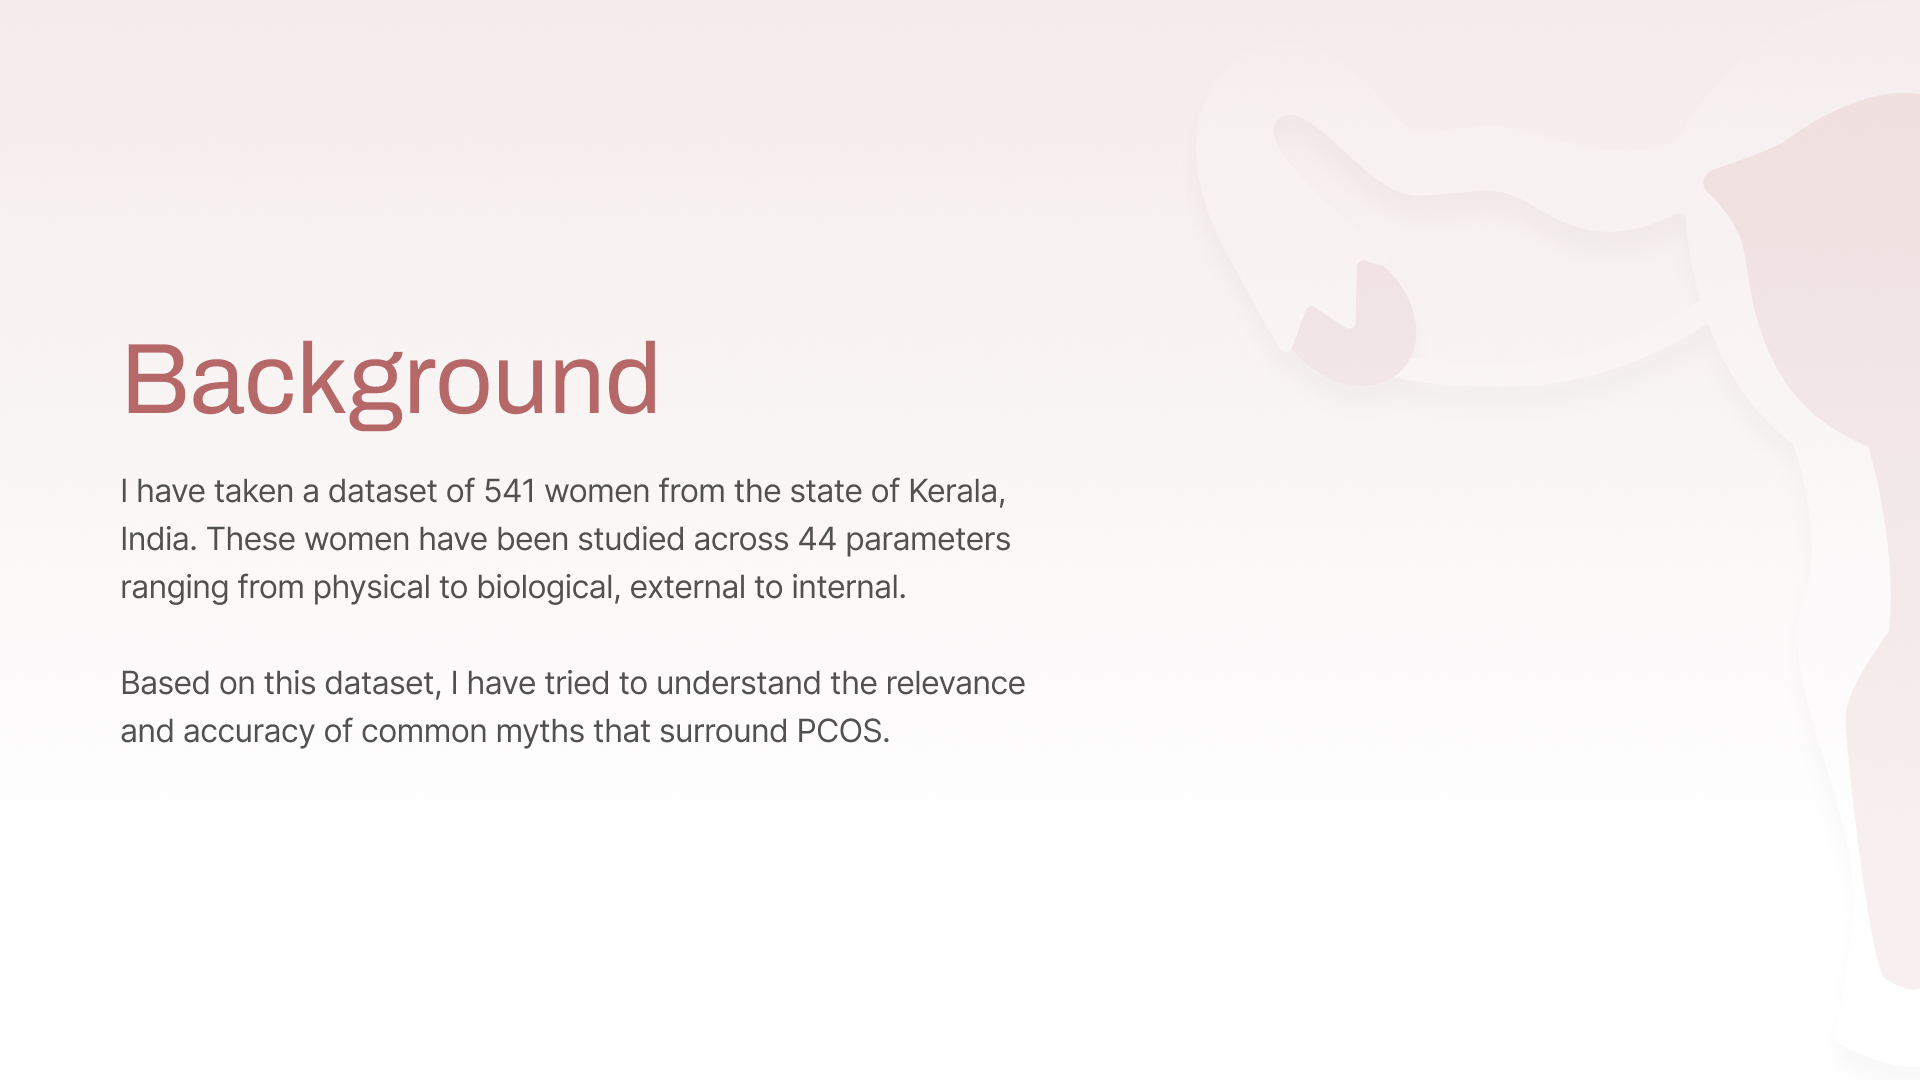 Background
I have taken a dataset of 541 women from the state of Kerala,
India. These women have been studied across 44 parameters
ranging from physical to biological, external to internal.
Based on this dataset, I have tried to understand the relevance
and accuracy of common myths that surround PCOS.